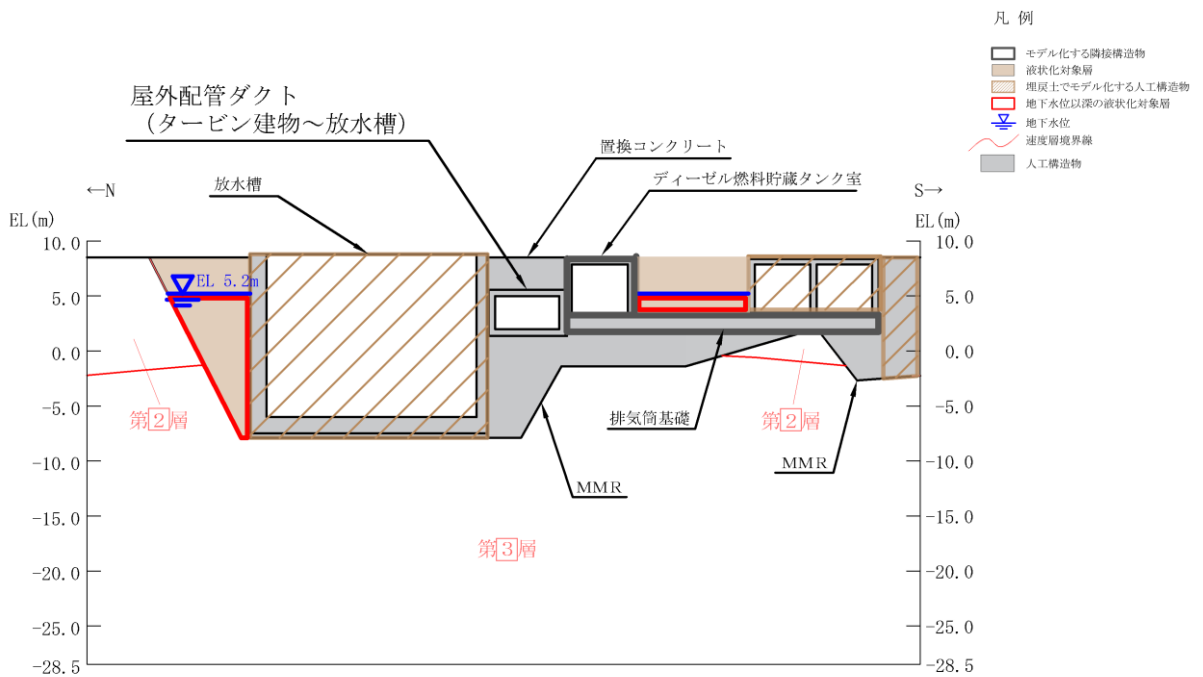 凡 例
モデル化する隣接構造物
液状化対象層
埋戻土でモデル化する人工構造物
地下水位以深の液状化対象層
地下水位
速度層境界線
人工構造物
屋外配管ダクト
（タービン建物～放水槽）
置換コンクリート
ディーゼル燃料貯蔵タンク室
放水槽
←N
S→
EL(m)
EL(m)
10.0
10.0
EL 5.2m
5.0
5.0
0.0
0.0
第2層
排気筒基礎
第2層
-5.0
-5.0
MMR
-10.0
-10.0
MMR
-15.0
-15.0
第3層
-20.0
-20.0
-25.0
-25.0
-28.5
-28.5